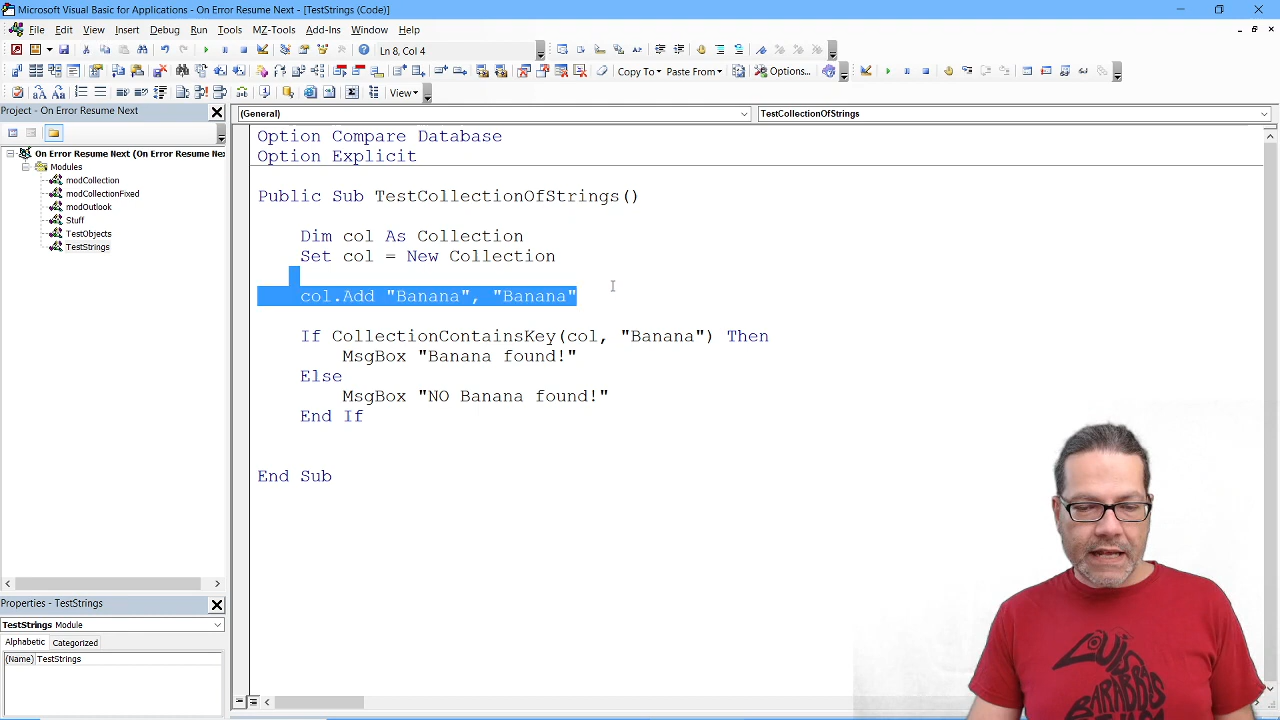 Microsoft Visual Basic for Applications - On Error Resume Next - [TestStrings (Code)]
File Edit View Insert Debug Run Tools MZ-Tools Add-Ins Window Help
Ln 8, Col 4
Copy To Paste From Options...
View
Project - On Error Resume Next
(General)
TestCollectionOfStrings
On Error Resume Next (On Error Resume Ne
Modules
modCollection
modCollectionFixed
modOutlook
Stuff
TestObjects
TestStrings
Option Compare Database
Option Explicit
Public Sub TestCollectionOfStrings()
Dim col As Collection
Set col = New Collection
col.Add "Banana", "Banana"
If CollectionContainsKey(col, "Banana") Then
MsgBox "Banana found!"
Else
MsgBox "NO Banana found!"
End If
End Sub
Properties - TestStrings
TestStrings Module
Alphabetic Categorized
(Name) TestStrings
LOUIS
BARABBAS